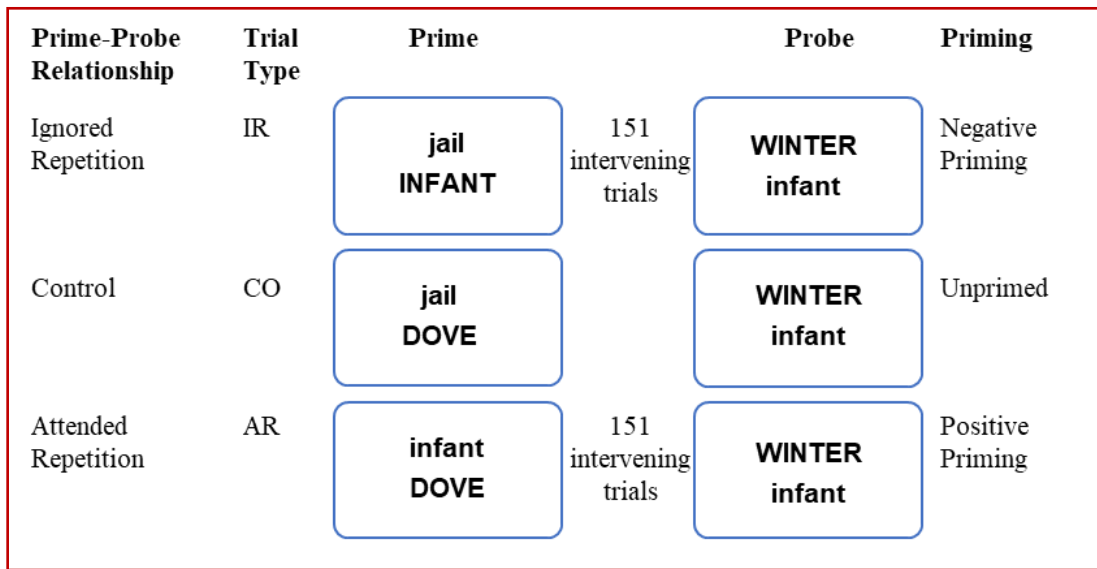 Prime-Probe Relationship Trial Type Prime Probe Priming
Ignored Repetition IR jail INFANT 151 intervening trials WINTER infant Negative Priming
Control CO jail DOVE WINTER infant Unprimed
Attended Repetition AR infant DOVE 151 intervening trials WINTER infant Positive Priming